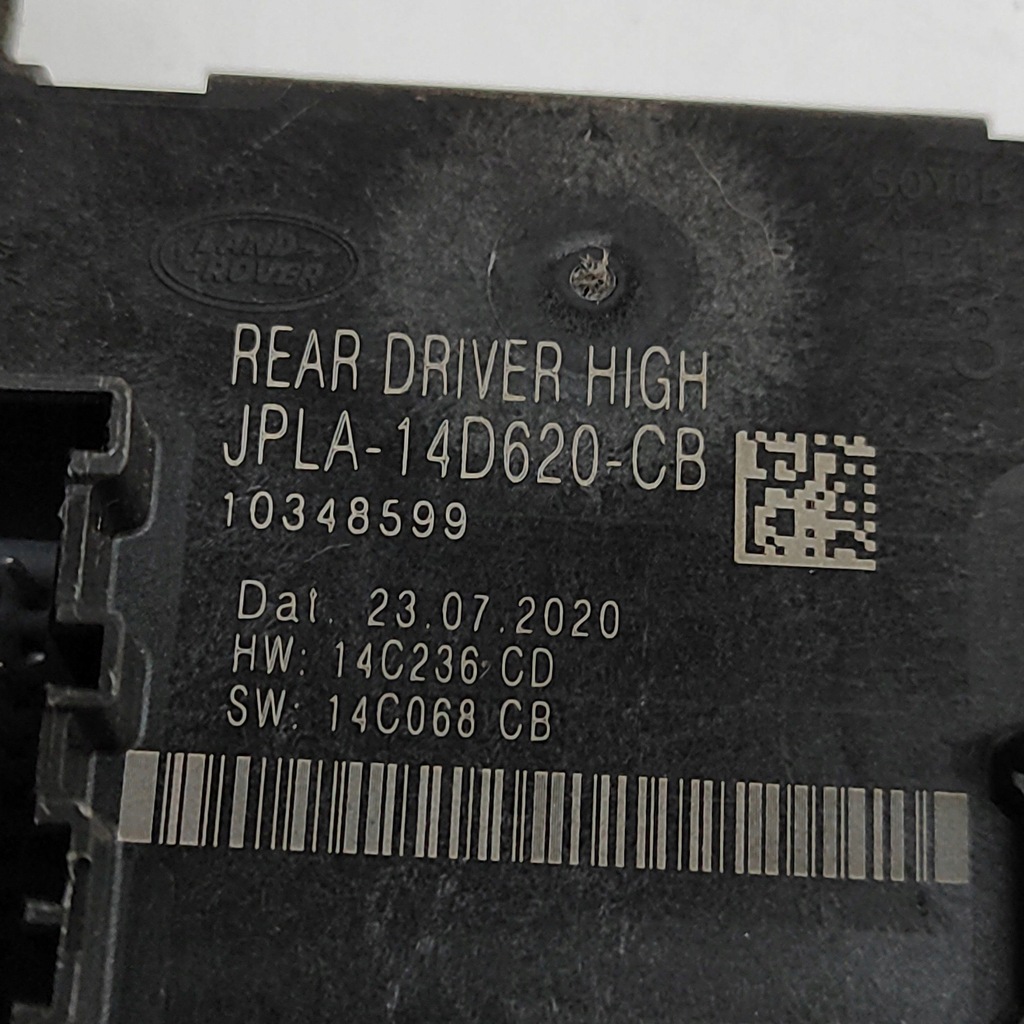 LAND
ROVER
REAR DRIVER HIGH
JPLA-14D620-CB
10348599
Dat. 23.07.2020
HW: 14C236 CD
SW: 14C068 CB